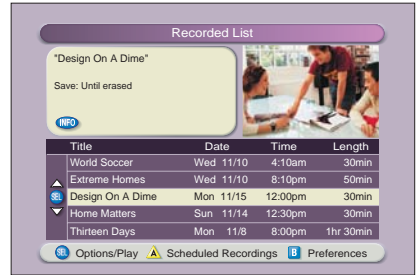 Recorded List
"Design On A Dime"
Save: Until erased
INFO
Title Date Time Length
World Soccer Wed 11/10 4:10am 30min
Extreme Homes Wed 11/10 8:10pm 50min
SEL Design On A Dime Mon 11/15 12:00pm 30min
Home Matters Sun 11/14 12:30pm 30min
Thirteen Days Mon 11/8 8:00pm 1hr 30min
SEL Options/Play A Scheduled Recordings B Preferences